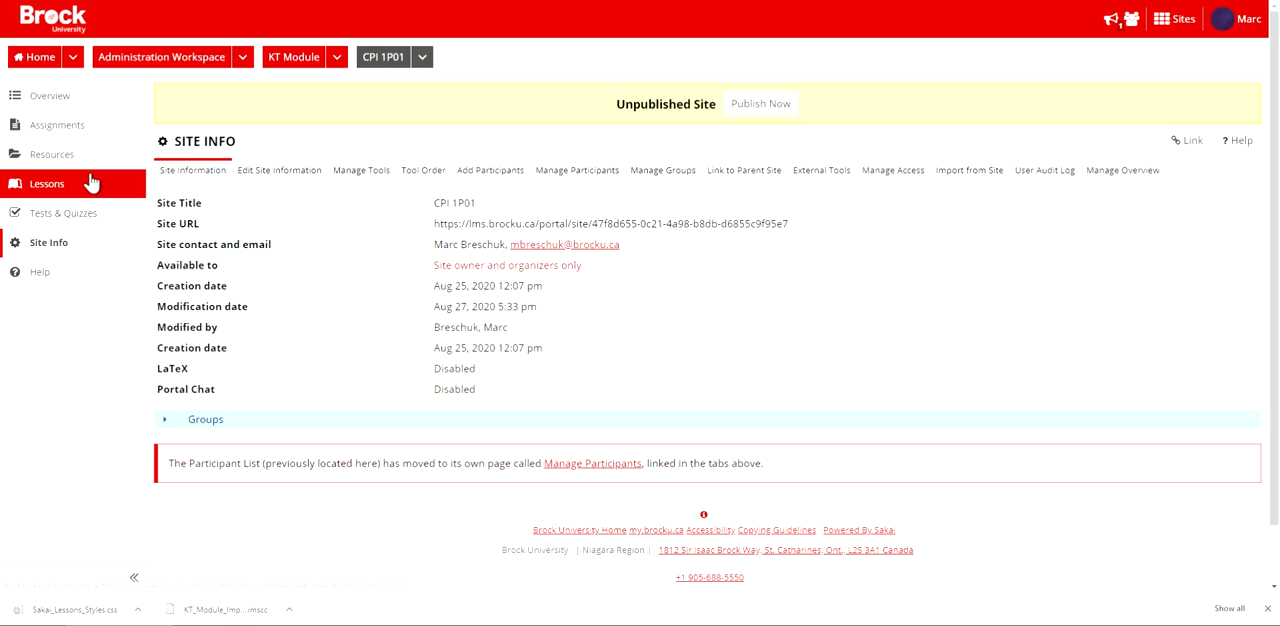 Brock
University
1
Sites
Marc
Home
Administration Workspace
KT Module
CPI 1P01
Overview
Assignments
Resources
Lessons
Tests & Quizzes
Site Info
Help
Unpublished Site Publish Now
SITE INFO
Link ? Help
Site Information Edit Site Information Manage Tools Tool Order Add Participants Manage Participants Manage Groups Link to Parent Site External Tools Manage Access Import from Site User Audit Log Manage Overview
Site Title CPI 1P01
Site URL https://lms.brocku.ca/portal/site/47f8d655-0c21-4a98-b8db-d6855c9f95e7
Site contact and email Marc Breschuk, mbreschuk@brocku.ca
Available to Site owner and organizers only
Creation date Aug 25, 2020 12:07 pm
Modification date Aug 27, 2020 5:33 pm
Modified by Breschuk, Marc
Creation date Aug 25, 2020 12:07 pm
LaTeX Disabled
Portal Chat Disabled
Groups
The Participant List (previously located here) has moved to its own page called Manage Participants, linked in the tabs above.
Brock University Home my.brocku.ca Accessibility Copying Guidelines Powered By Sakai
Brock University | Niagara Region | 1812 Sir Isaac Brock Way, St. Catharines, Ont., L2S 3A1 Canada
+1 905-688-5550
Sakai_Lessons_Styles.css
KT_Module_Imp....imscc
Show all